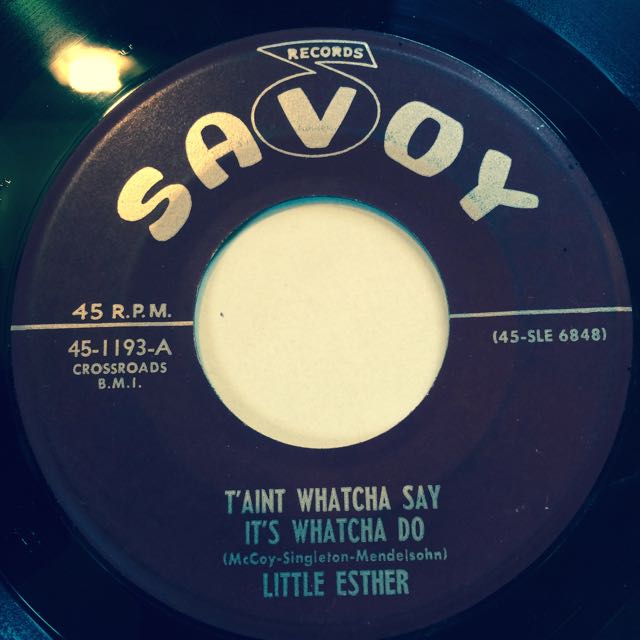 RECORDS
SAVOY
45 R.P.M.
45-1193-A
CROSSROADS
B.M.I.
(45-SLE 6848)
T'AINT WHATCHA SAY
IT'S WHATCHA DO
(McCoy-Singleton-Mendelsohn)
LITTLE ESTHER